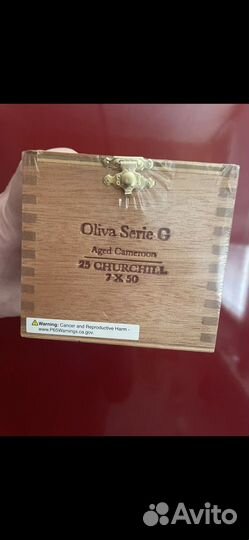 Oliva Serie G
Aged Cameroon
25 CHURCHILL
7 X 50
Warning: Cancer and Reproductive Harm -
www.P65Warnings.ca.gov.
Avito